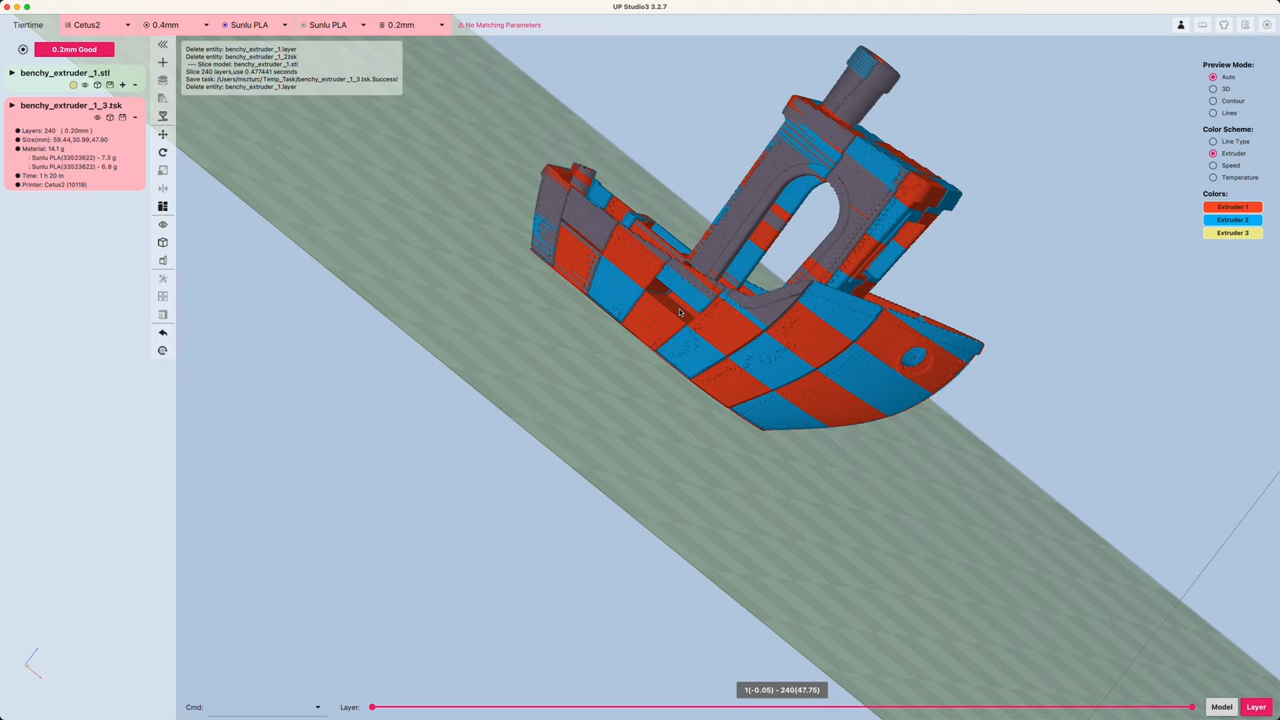 UP Studio3 3.2.7
Tiertime
Cetus2
0.4mm
Sunlu PLA
Sunlu PLA
0.2mm
No Matching Parameters
0.2mm Good
benchy_extruder_1.stl
benchy_extruder_1_3.tsk
Layers: 240 ( 0.20mm )
Size(mm): 59.44,30.99,47.90
Material: 14.1 g
: Sunlu PLA(33523622) - 7.3 g
: Sunlu PLA(33523622) - 6.8 g
Time: 1 h 20 m
Printer: Cetus2 (10119)
Delete entity: benchy_extruder_1.layer
Delete entity: benchy_extruder_1_2.tsk
--- Slice model: benchy_extruder_1.stl
Slice 240 layers,use 0.477441 seconds
Save task: /Users/mszturc/Temp_Task/benchy_extruder_1_3.tsk.Success!
Delete entity: benchy_extruder_1.layer
Preview Mode:
Auto
3D
Contour
Lines
Color Scheme:
Line Type
Extruder
Speed
Temperature
Colors:
Extruder 1
Extruder 2
Extruder 3
1(-0.05) - 240(47.75)
Cmd:
Layer:
Model
Layer